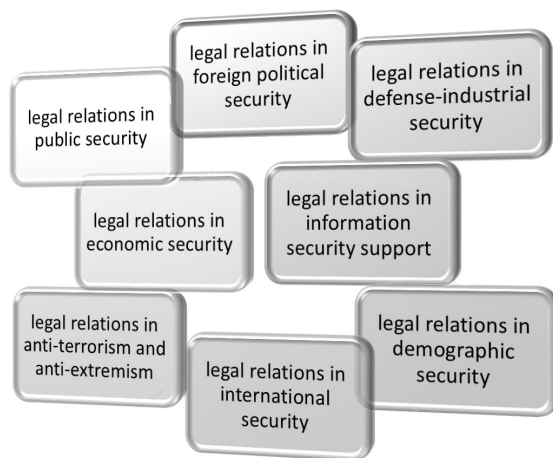 legal relations in
foreign political
security
legal relations in
defense-industrial
security
legal relations in
public security
legal relations in
economic security
legal relations in
information
security support
legal relations in
anti-terrorism and
anti-extremism
legal relations in
international
security
legal relations in
demographic
security